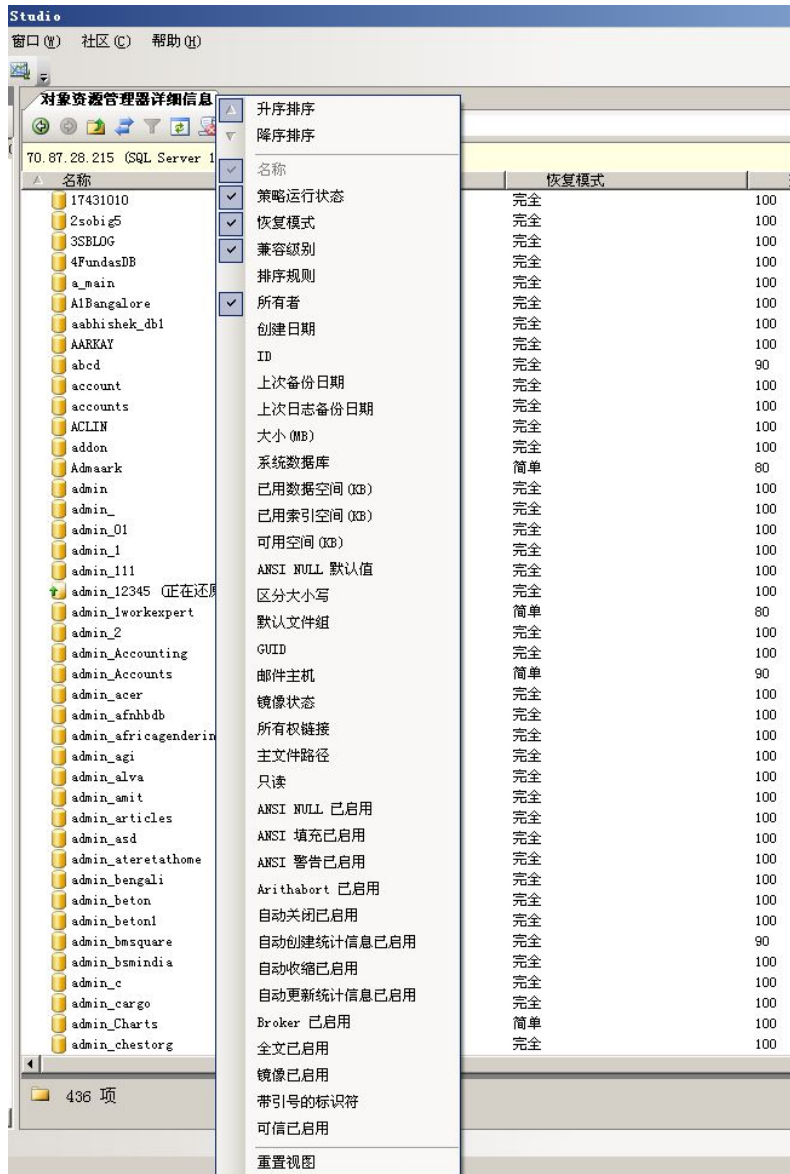 Studio
窗口(W) 社区(C) 帮助(H)
对象资源管理器详细信息
70.87.28.215 (SQL Server 1
名称
恢复模式
17431010 完全 100
2sobig5 完全 100
3SBLOG 完全 100
4FundasDB 完全 100
a_main 完全 100
A1Bangalore 完全 100
aabhishek_db1 完全 100
AARKAY 完全 100
abcd 完全 90
account 完全 100
accounts 完全 100
ACLIN 完全 100
addon 完全 100
Admaark 简单 80
admin 完全 100
admin_ 完全 100
admin_01 完全 100
admin_1 完全 100
admin_111 完全 100
admin_12345 (正在还原 完全 100
admin_1workexpert 简单 80
admin_2 完全 100
admin_Accounting 完全 100
admin_Accounts 简单 90
admin_acer 完全 100
admin_afnhbdb 完全 100
admin_africagenderin 完全 100
admin_agi 完全 100
admin_alva 完全 100
admin_amit 完全 100
admin_articles 完全 100
admin_asd 完全 100
admin_ateretathome 完全 100
admin_bengali 完全 100
admin_beton 完全 100
admin_beton1 完全 100
admin_bmsquare 完全 90
admin_bsmindia 完全 100
admin_c 完全 100
admin_cargo 完全 100
admin_Charts 简单 100
admin_chestorg 完全 100
436 项
升序排序
降序排序
名称
策略运行状态
恢复模式
兼容级别
排序规则
所有者
创建日期
ID
上次备份日期
上次日志备份日期
大小(MB)
系统数据库
已用数据空间(KB)
已用索引空间(KB)
可用空间(KB)
ANSI NULL 默认值
区分大小写
默认文件组
GUID
邮件主机
镜像状态
所有权链接
主文件路径
只读
ANSI NULL 已启用
ANSI 填充已启用
ANSI 警告已启用
Arithabort 已启用
自动关闭已启用
自动创建统计信息已启用
自动收缩已启用
自动更新统计信息已启用
Broker 已启用
全文已启用
镜像已启用
带引号的标识符
可信已启用
重置视图